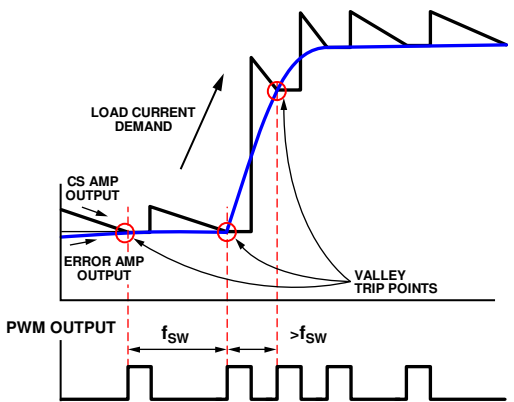 LOAD CURRENT
DEMAND
CS AMP
OUTPUT
ERROR AMP
OUTPUT
VALLEY
TRIP POINTS
PWM OUTPUT
fSW
>fSW